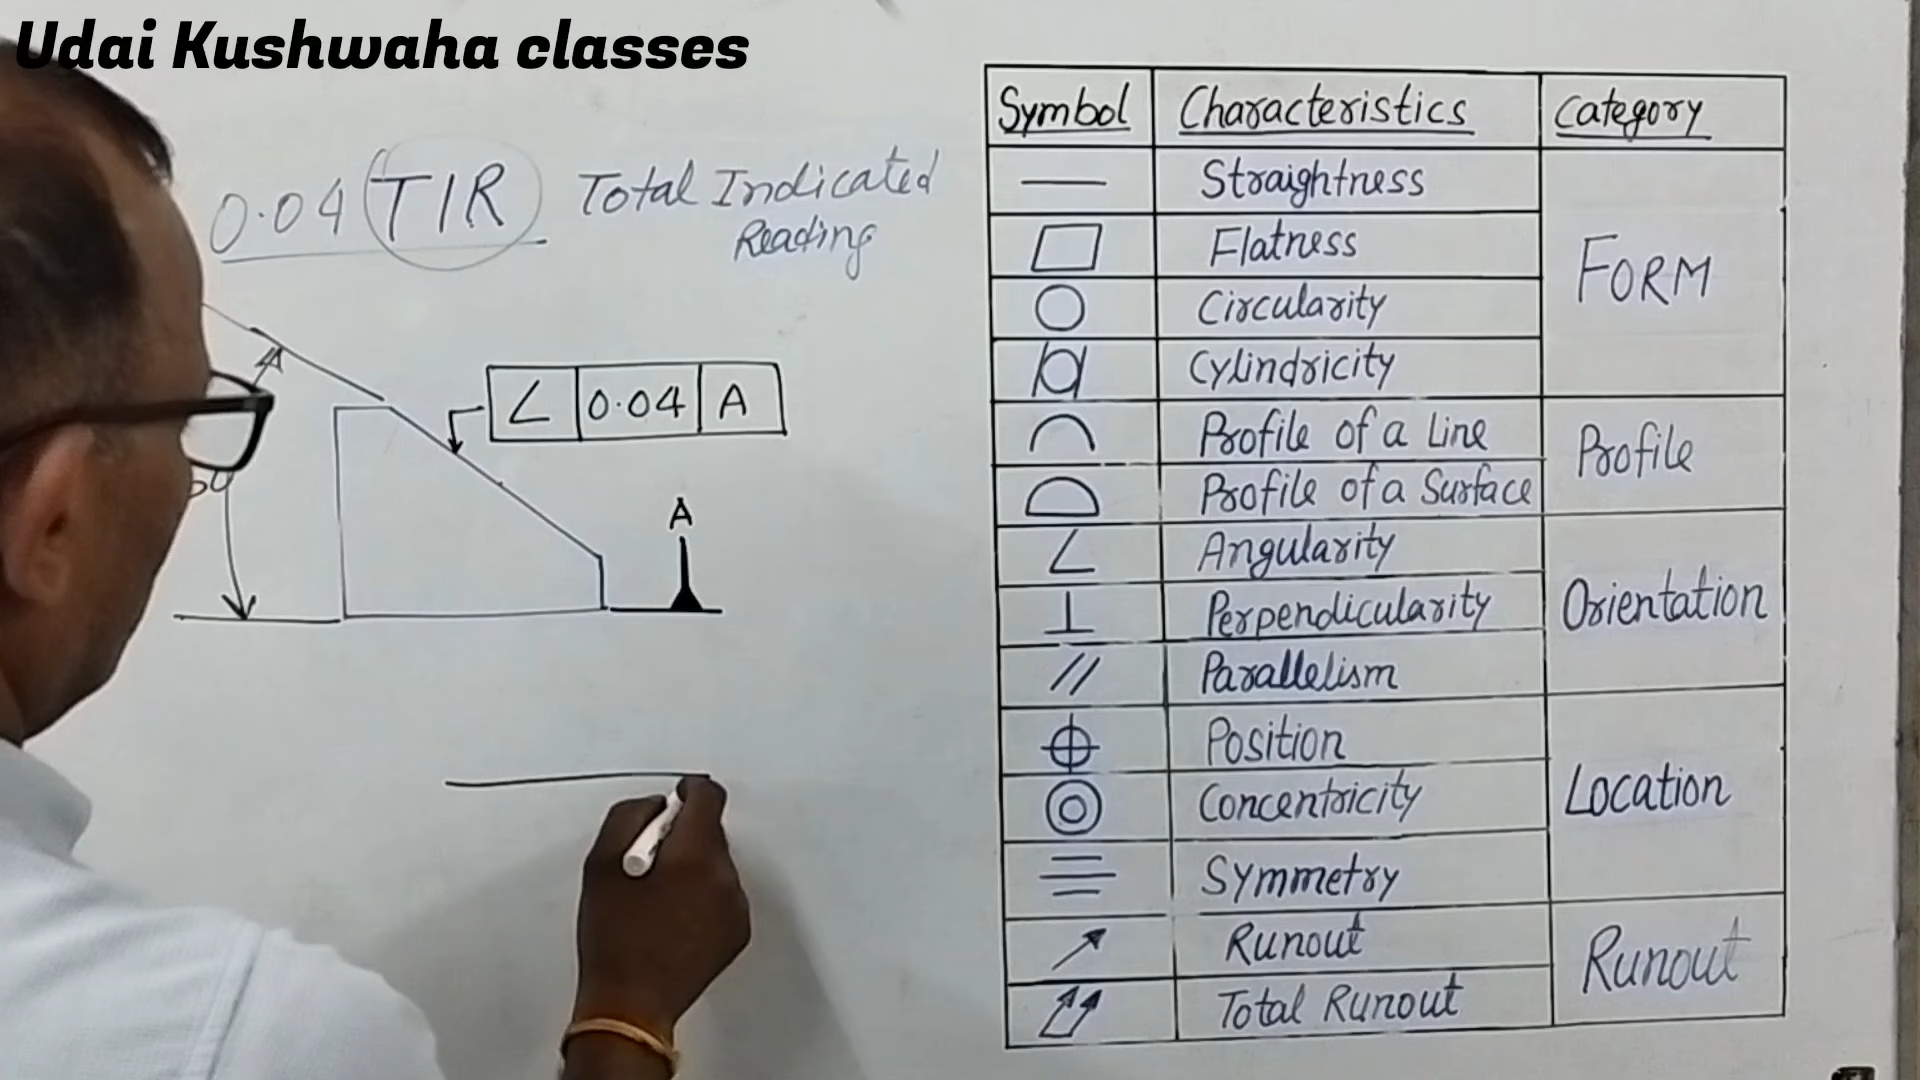 Udai Kushwaha classes
0.04 TIR Total Indicated
Reading
∠ 0.04 A
A
Symbol Characteristics Category
Straightness
Flatness
Circularity
Cylindricity
FORM
Profile of a Line
Profile of a Surface
Profile
Angularity
Perpendicularity
Parallelism
Orientation
Position
Concentricity
Symmetry
Location
Runout
Total Runout
Runout